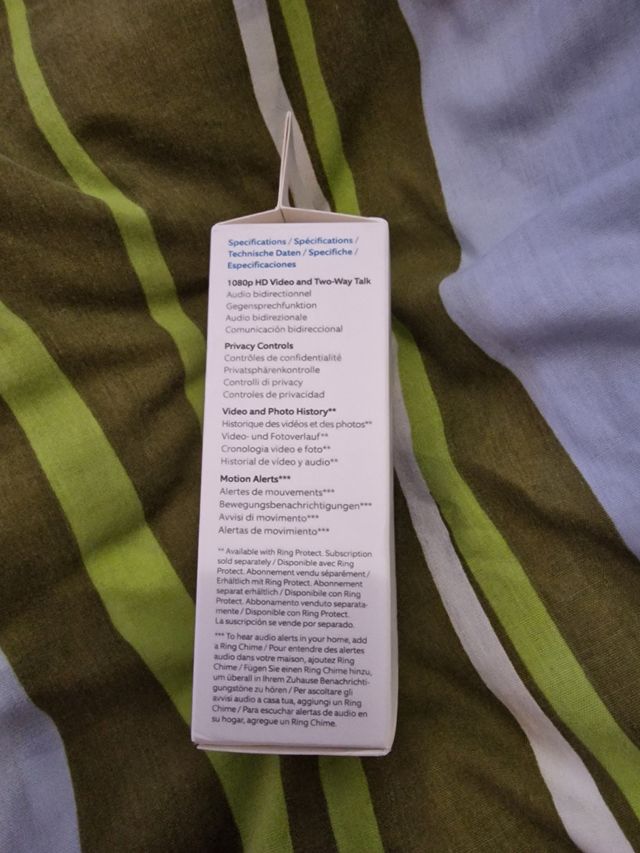 Specifications / Spécifications /
Technische Daten / Specifiche /
Especificaciones
1080p HD Video and Two-Way Talk
Audio bidirectionnel
Gegensprechfunktion
Audio bidirezionale
Comunicación bidireccional
Privacy Controls
Contrôles de confidentialité
Privatsphärenkontrolle
Controlli di privacy
Controles de privacidad
Video and Photo History**
Historique des vidéos et des photos**
Video- und Fotoverlauf**
Cronologia video e foto**
Historial de vídeo y audio**
Motion Alerts***
Alertes de mouvements***
Bewegungsbenachrichtigungen***
Avvisi di movimento***
Alertas de movimiento***
** Available with Ring Protect. Subscription
sold separately / Disponible avec Ring
Protect. Abonnement vendu séparément /
Erhältlich mit Ring Protect. Abonnement
separat erhältlich / Disponibile con Ring
Protect. Abbonamento venduto separata-
mente / Disponible con Ring Protect.
La suscripción se vende por separado.
*** To hear audio alerts in your home, add
a Ring Chime / Pour entendre des alertes
audio dans votre maison, ajoutez Ring
Chime / Fügen Sie einen Ring Chime hinzu,
um überall in Ihrem Zuhause Benachrichti-
gungstöne zu hören / Per ascoltare gli
avvisi audio a casa tua, aggiungi un Ring
Chime / Para escuchar alertas de audio en
su hogar, agregue un Ring Chime.